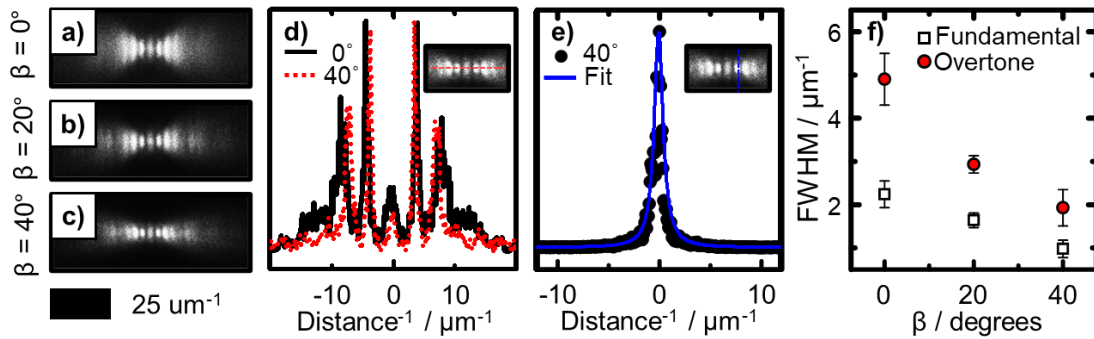 β = 0°
a)
β = 20°
b)
β = 40°
c)
25 um⁻¹
d)
0°
40°
-10 0 10
Distance⁻¹ / μm⁻¹
e)
40°
Fit
-10 0 10
Distance⁻¹ / μm⁻¹
f)
Fundamental
Overtone
FWHM / μm⁻¹
6
4
2
0 20 40
β / degrees